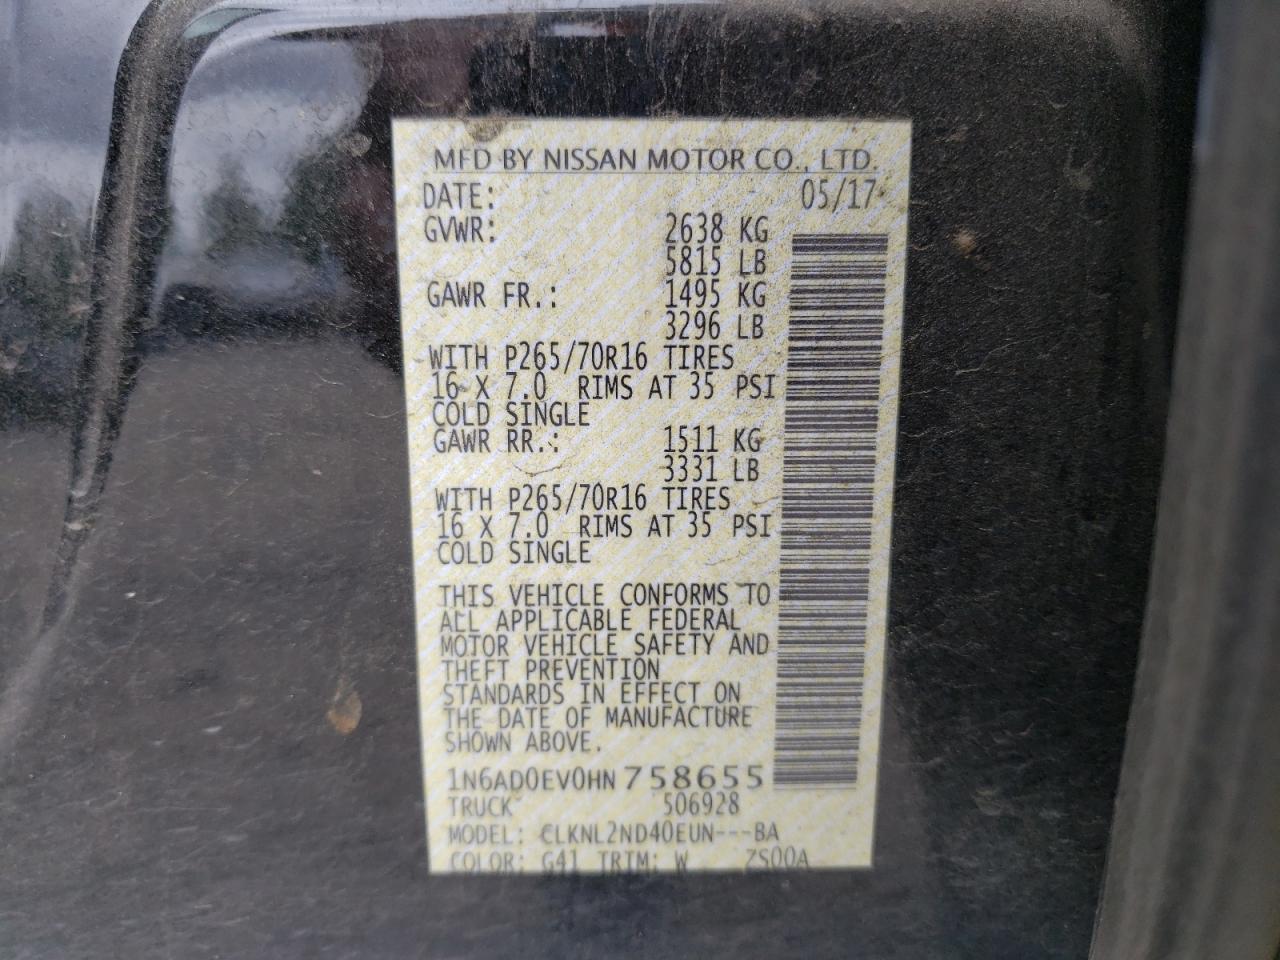 MFD BY NISSAN MOTOR CO., LTD.
DATE: 05/17
GVWR: 2638 KG
5815 LB
GAWR FR.: 1495 KG
3296 LB
WITH P265/70R16 TIRES
16 X 7.0 RIMS AT 35 PSI
COLD SINGLE
GAWR RR.: 1511 KG
3331 LB
WITH P265/70R16 TIRES
16 X 7.0 RIMS AT 35 PSI
COLD SINGLE
THIS VEHICLE CONFORMS TO
ALL APPLICABLE FEDERAL
MOTOR VEHICLE SAFETY AND
THEFT PREVENTION
STANDARDS IN EFFECT ON
THE DATE OF MANUFACTURE
SHOWN ABOVE.
1N6AD0EV0HN758655
TRUCK 506928
MODEL: CLKNL2ND40EUN---BA
COLOR: G41 TRIM: W ZS00A